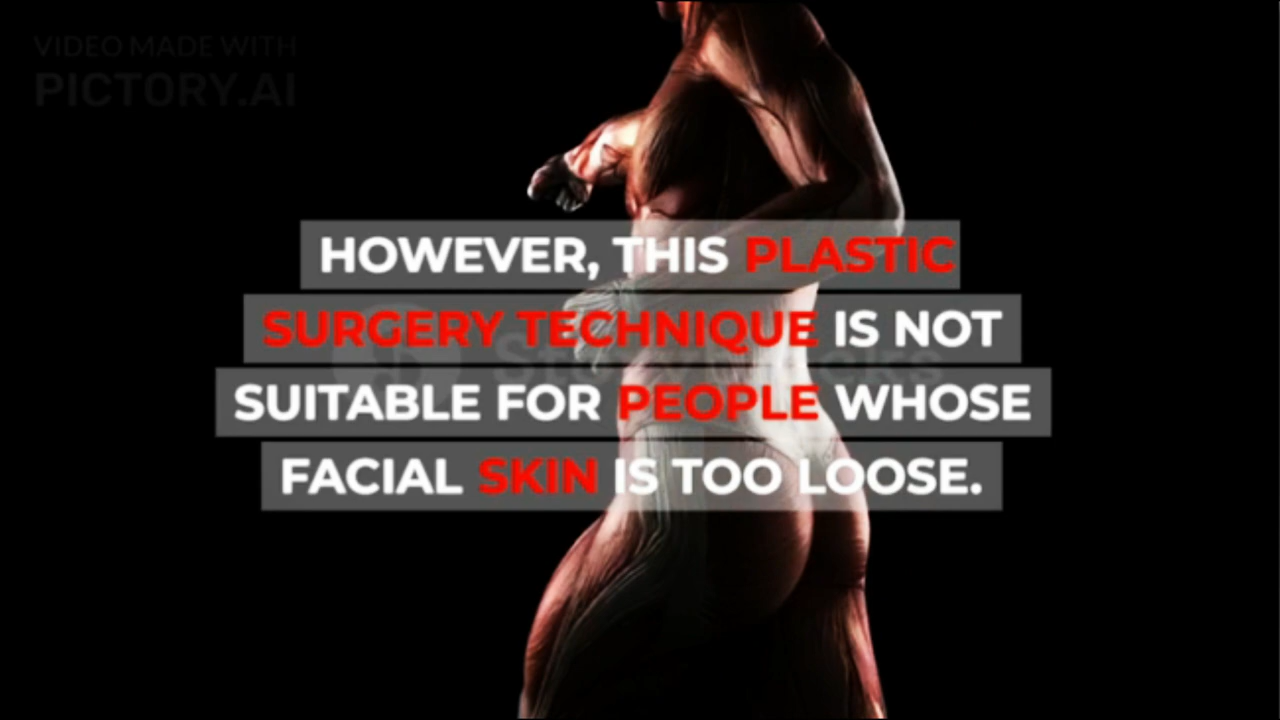 VIDEO MADE WITH
PICTORY.AI
HOWEVER, THIS PLASTIC
SURGERY TECHNIQUE IS NOT
SUITABLE FOR PEOPLE WHOSE
FACIAL SKIN IS TOO LOOSE.